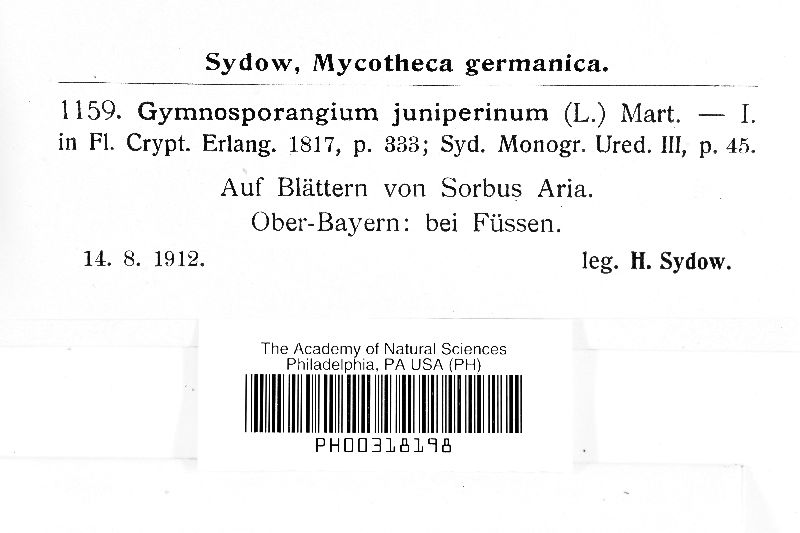 Sydow, Mycotheca germanica.
1159. Gymnosporangium juniperinum (L.) Mart. — I.
in Fl. Crypt. Erlang. 1817, p. 333; Syd. Monogr. Ured. III, p. 45.
Auf Blättern von Sorbus Aria.
Ober-Bayern: bei Füssen.
14. 8. 1912. leg. H. Sydow.
The Academy of Natural Sciences
Philadelphia, PA USA (PH)
PH00318198